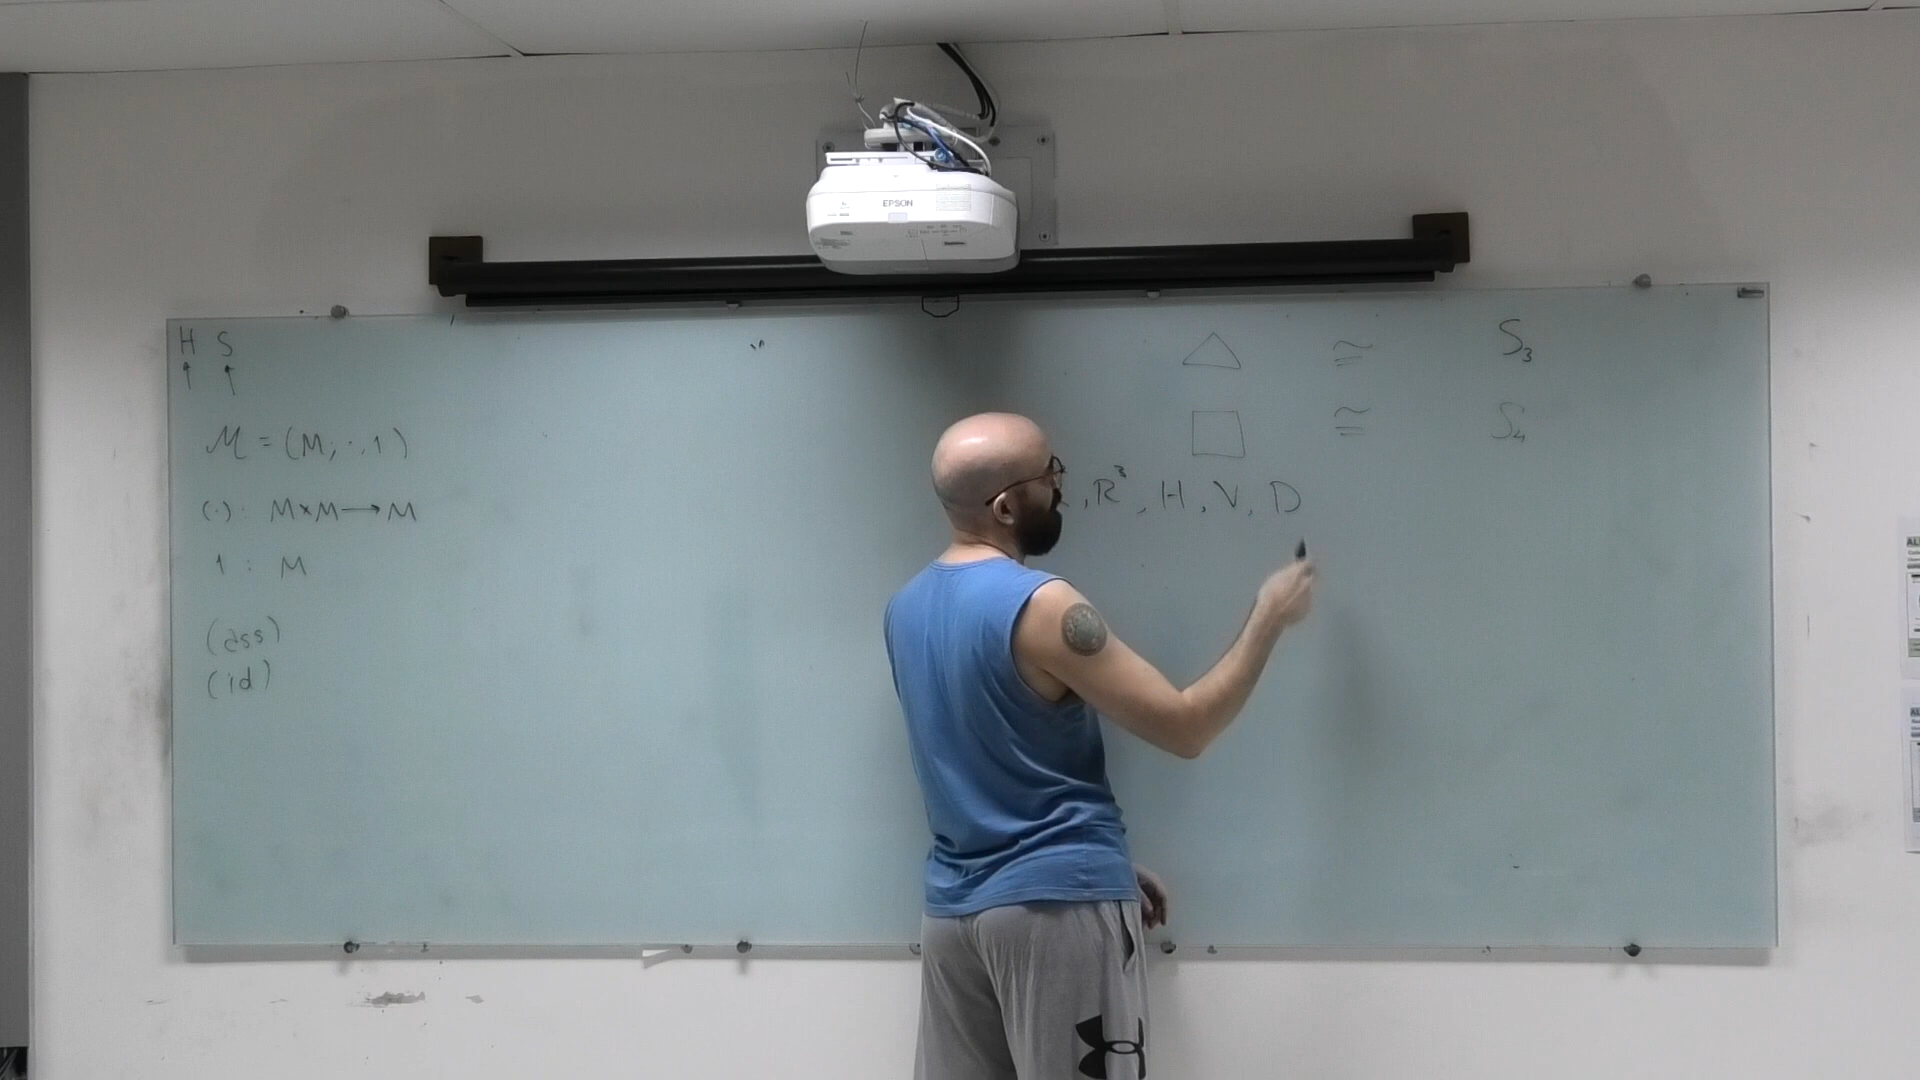 EPSON
H S
↑ ↑
M = (M; ·, 1)
(·) : M×M → M
1 : M
(ass)
(id)
△ ≅ S₃
□ ≅ S₄
, R³, H, V, D